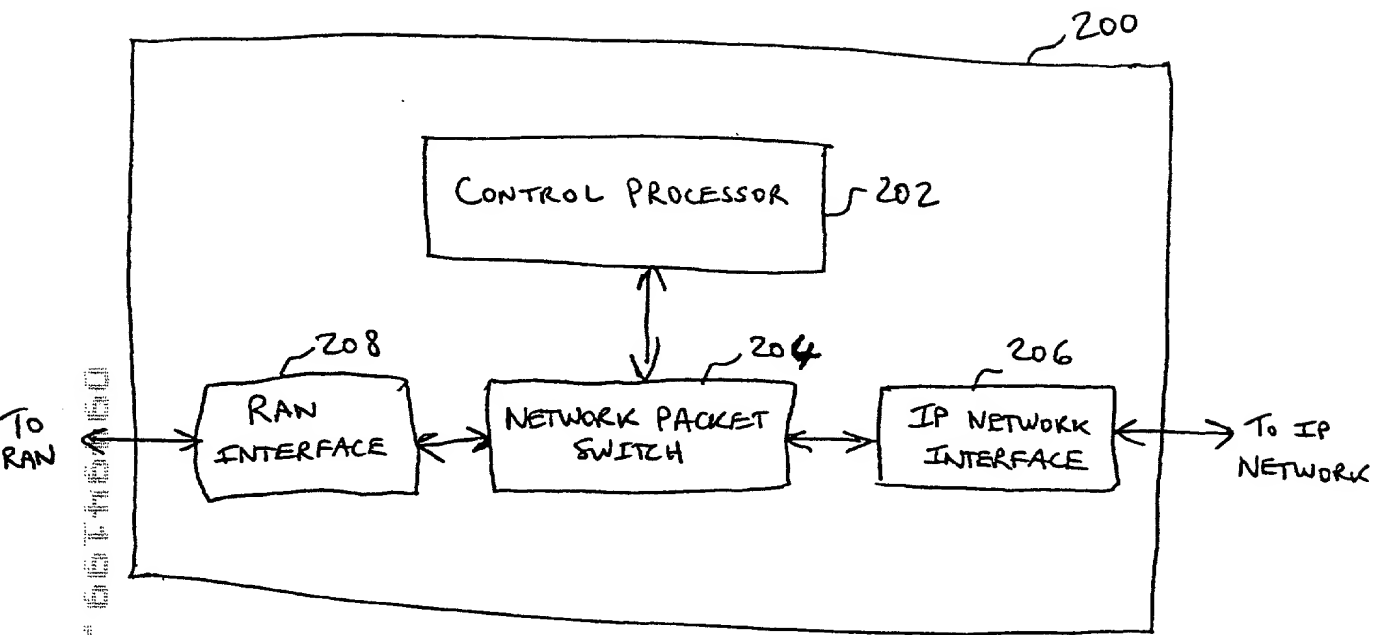 200
CONTROL PROCESSOR
202
208
204
206
TO
RAN
RAN
INTERFACE
NETWORK PACKET
SWITCH
IP NETWORK
INTERFACE
TO IP
NETWORK